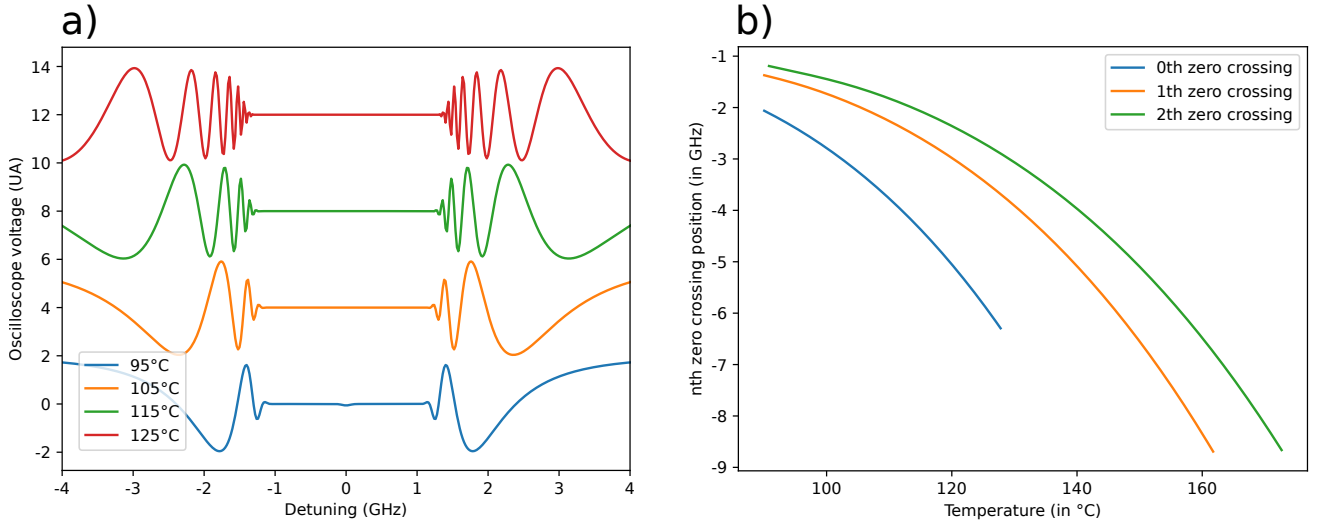 a)
Oscilloscope voltage (UA)
14
12
10
8
6
4
2
0
-2
95°C
105°C
115°C
125°C
-4
-3
-2
-1
0
1
2
3
4
Detuning (GHz)
b)
nth zero crossing position (in GHz)
-1
-2
-3
-4
-5
-6
-7
-8
-9
0th zero crossing
1th zero crossing
2th zero crossing
100
120
140
160
Temperature (in °C)